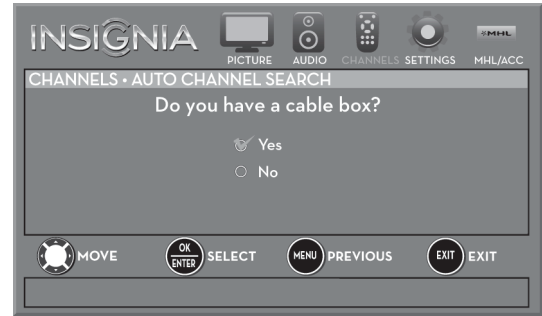 INSIGNIA
PICTURE AUDIO CHANNELS SETTINGS MHL MHL/ACC
CHANNELS • AUTO CHANNEL SEARCH
Do you have a cable box?
Yes
No
MOVE OK ENTER SELECT MENU PREVIOUS EXIT EXIT